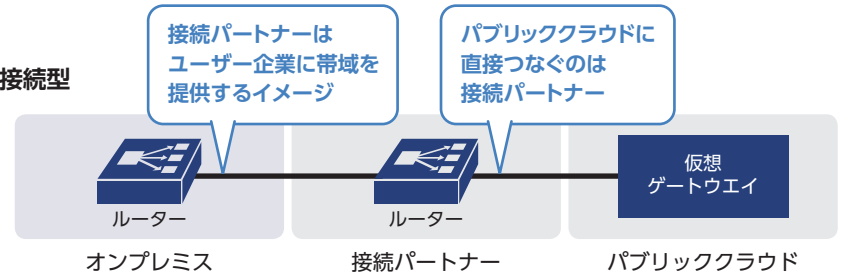 接続パートナーは
ユーザー企業に帯域を
提供するイメージ
パブリッククラウドに
直接つなぐのは
接続パートナー
接続型
仮想
ゲートウエイ
ルーター
ルーター
オンプレミス
接続パートナー
パブリッククラウド